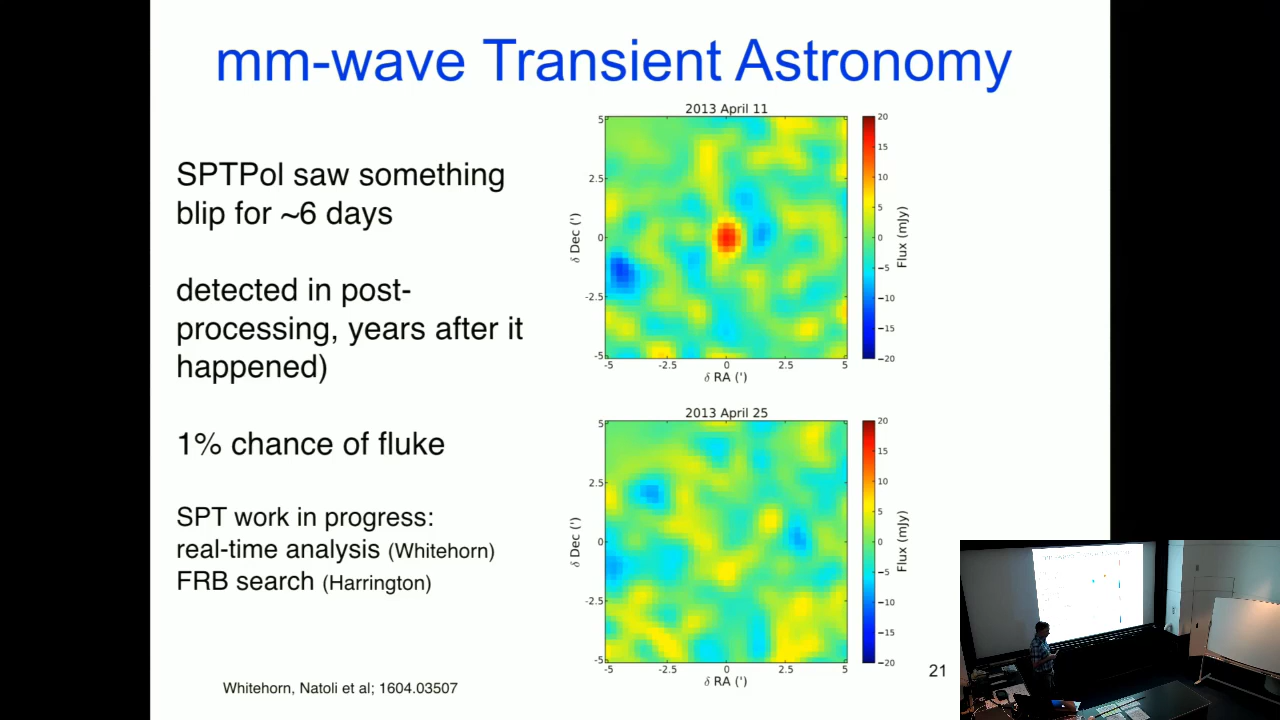 mm-wave Transient Astronomy
SPTPol saw something
blip for ~6 days
detected in post-
processing, years after it
happened)
1% chance of fluke
SPT work in progress:
real-time analysis (Whitehorn)
FRB search (Harrington)
Whitehorn, Natoli et al; 1604.03507
2013 April 11
5
2.5
0
-2.5
-5
δ Dec (')
-5 -2.5 0 2.5 5
δ RA (')
20
15
10
5
0
−5
−10
−15
−20
Flux (mJy)
2013 April 25
5
2.5
0
-2.5
-5
δ Dec (')
-5 -2.5 0 2.5 5
δ RA (')
20
15
10
5
0
−5
−10
−15
−20
Flux (mJy)
21